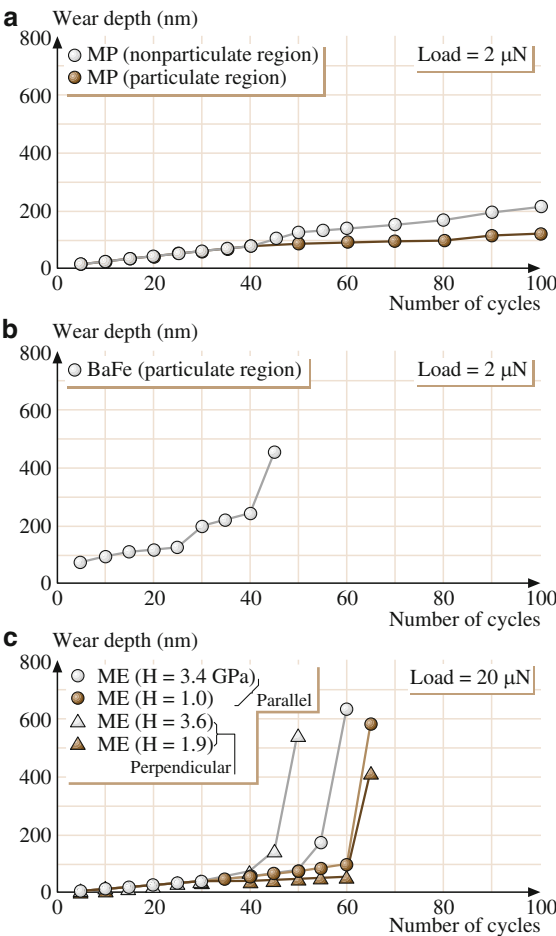 a
Wear depth (nm)
800
600
400
200
0
MP (nonparticulate region)
MP (particulate region)
Load = 2 μN
0 20 40 60 80 100
Number of cycles
b
Wear depth (nm)
800
600
400
200
0
BaFe (particulate region)
Load = 2 μN
0 20 40 60 80 100
Number of cycles
c
Wear depth (nm)
800
600
400
200
0
ME (H = 3.4 GPa)
ME (H = 1.0)
Parallel
ME (H = 3.6)
ME (H = 1.9)
Perpendicular
Load = 20 μN
0 20 40 60 80 100
Number of cycles